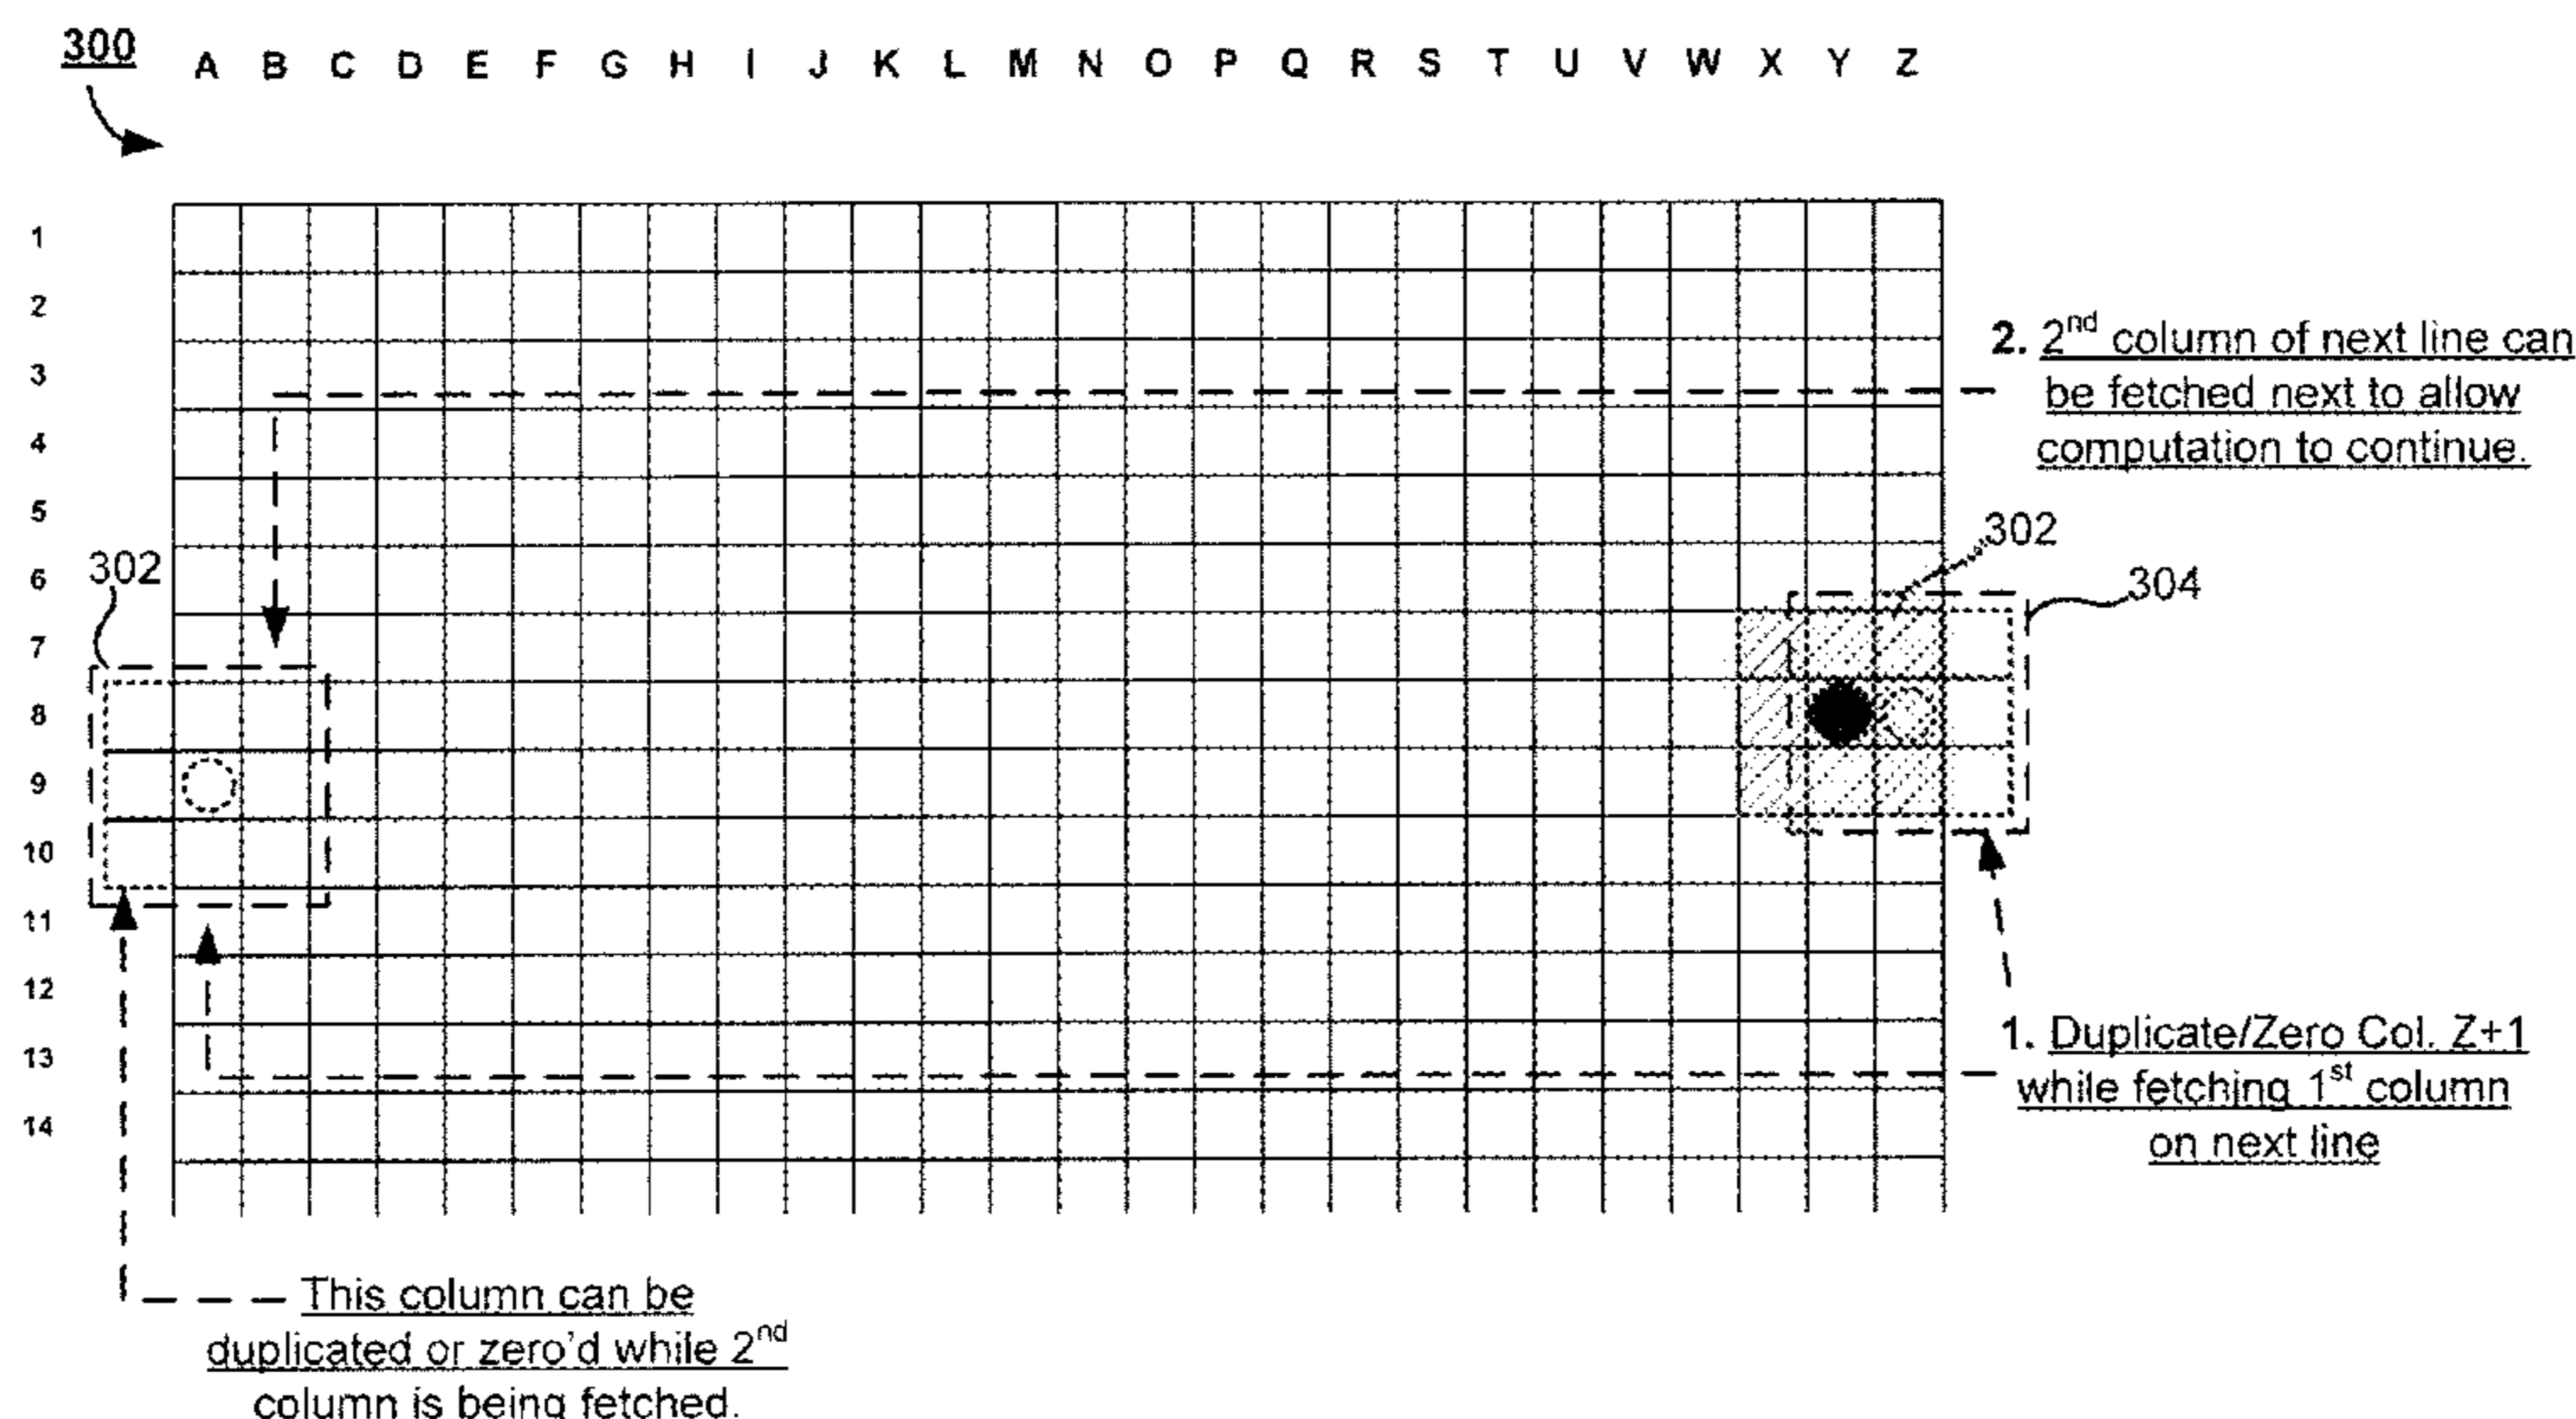 300
A B C D E F G H I J K L M N O P Q R S T U V W X Y Z
1
2
3
4
5
6
7
8
9
10
11
12
13
14
2. 2nd column of next line can
be fetched next to allow
computation to continue.
302
302
304
1. Duplicate/Zero Col. Z+1
while fetching 1st column
on next line
This column can be
duplicated or zero'd while 2nd
column is being fetched.